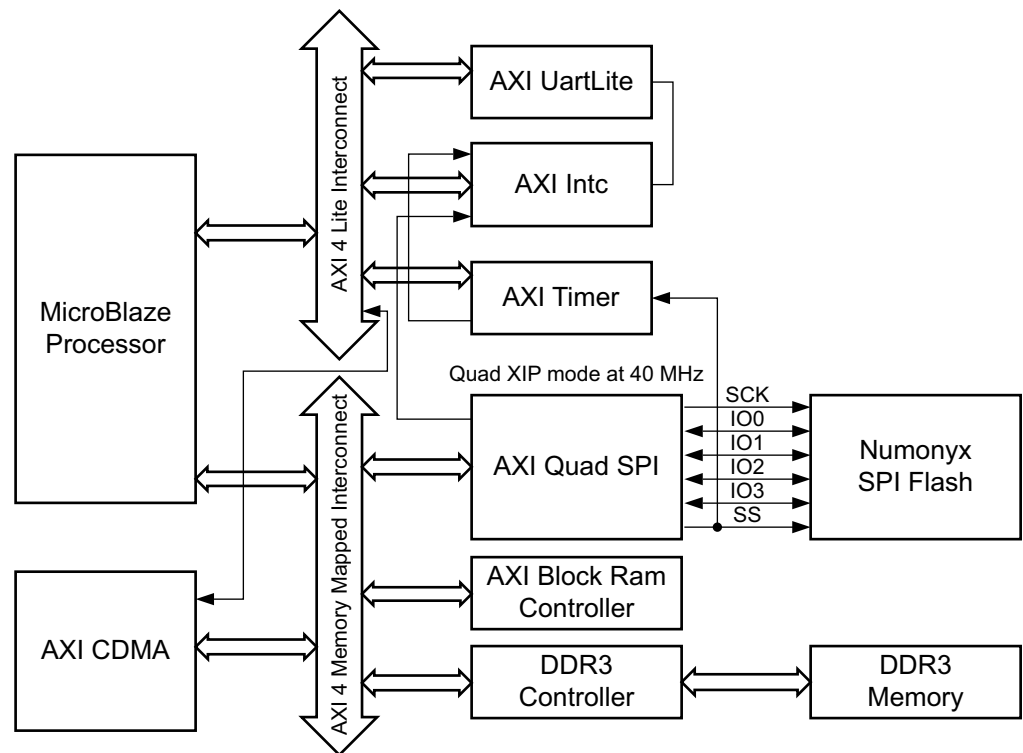 AXI 4 Lite Interconnect
AXI UartLite
AXI Intc
AXI Timer
MicroBlaze
Processor
Quad XIP mode at 40 MHz
AXI 4 Memory Mapped Interconnect
AXI Quad SPI
SCK
IO0
IO1
IO2
IO3
SS
Numonyx
SPI Flash
AXI Block Ram
Controller
AXI CDMA
DDR3
Controller
DDR3
Memory